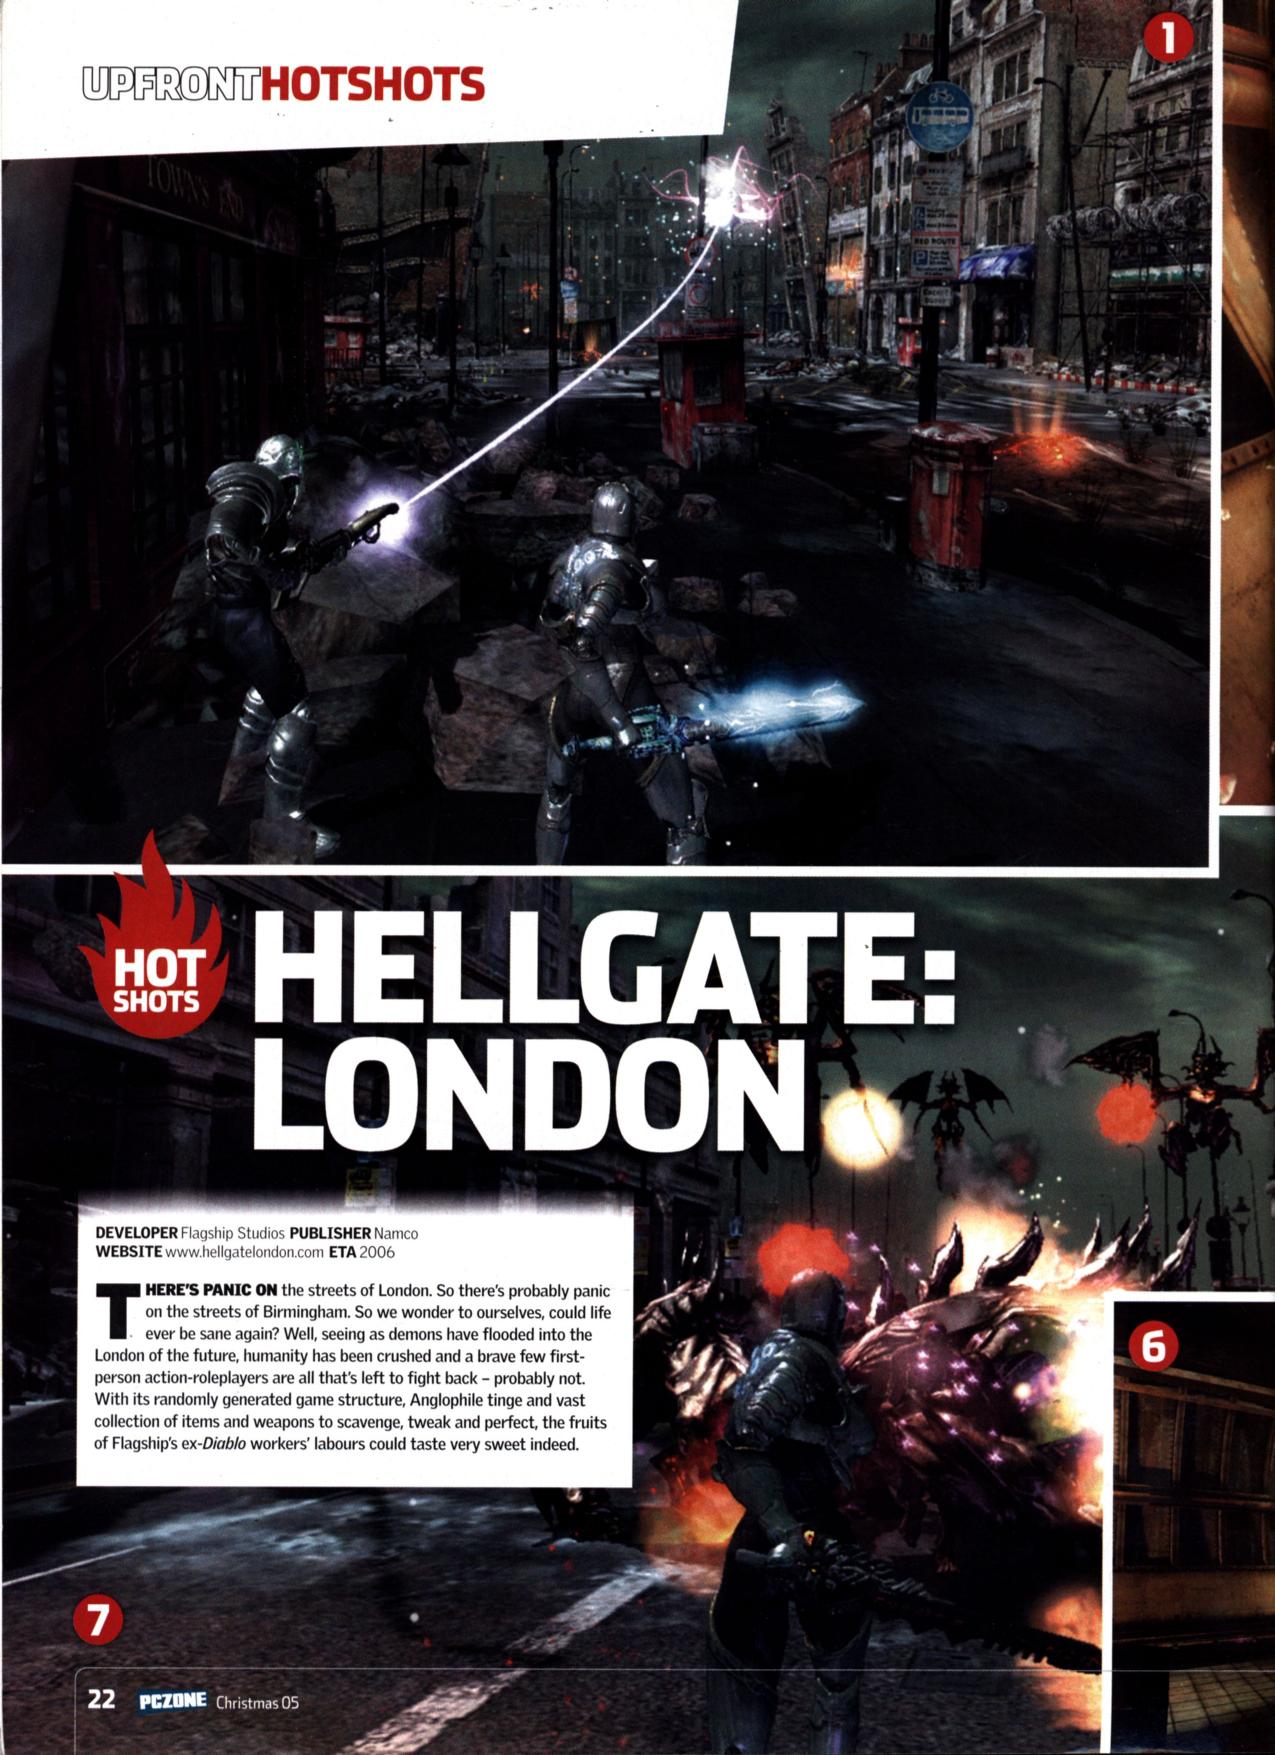 UPFRONTHOTSHOTS
1
TOWN'S END
RED ROUTE
HOT
SHOTS
HELLGATE:
LONDON
DEVELOPER Flagship Studios PUBLISHER Namco
WEBSITE www.hellgatelondon.com ETA 2006
THERE'S PANIC ON the streets of London. So there's probably panic
on the streets of Birmingham. So we wonder to ourselves, could life
ever be sane again? Well, seeing as demons have flooded into the
London of the future, humanity has been crushed and a brave few first-
person action-roleplayers are all that's left to fight back – probably not.
With its randomly generated game structure, Anglophile tinge and vast
collection of items and weapons to scavenge, tweak and perfect, the fruits
of Flagship's ex-Diablo workers' labours could taste very sweet indeed.
6
7
22 PCZONE Christmas 05